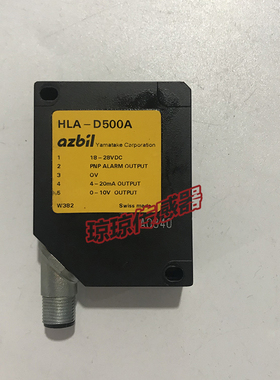 HLA-D500A
azbil Yamatake Corporation
1 18-28VDC
2 PNP ALARM OUTPUT
3 0V
4 4-20mA OUTPUT
5 0-10V OUTPUT
W382 Swiss made
琼琼传感器
A0340